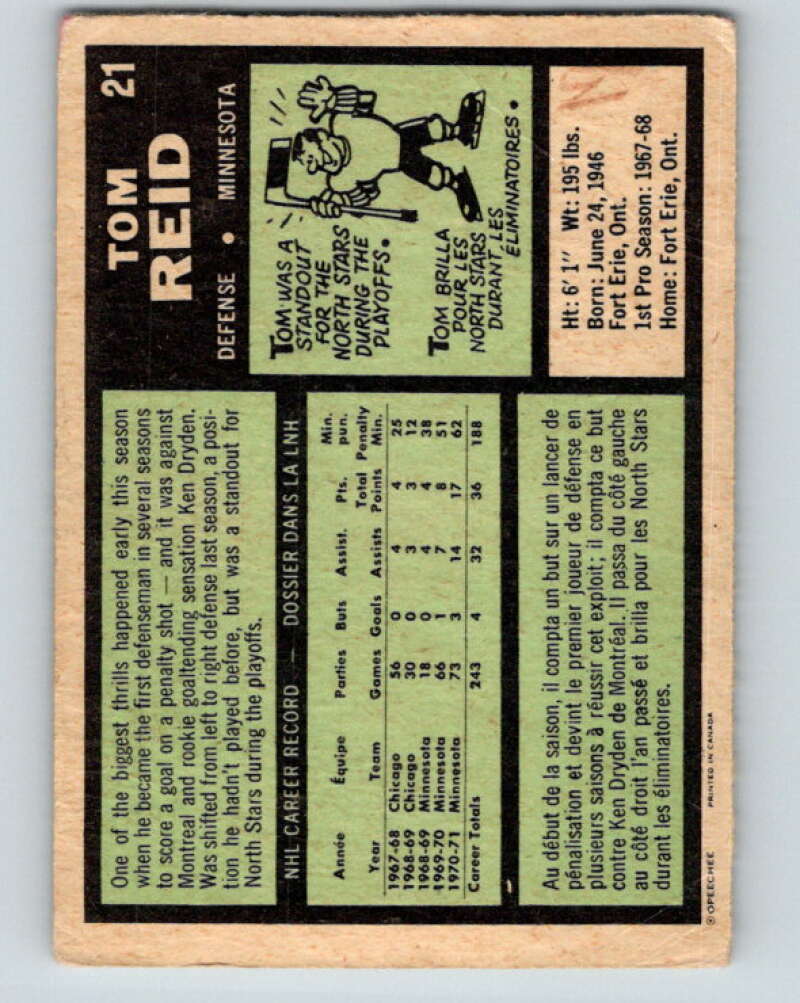 21
TOM
REID
DEFENSE • MINNESOTA
One of the biggest thrills happened early this season
when he became the first defenseman in several seasons
to score a goal on a penalty shot — and it was against
Montreal and rookie goaltending sensation Ken Dryden.
Was shifted from left to right defense last season, a posi-
tion he hadn't played before, but was a standout for
North Stars during the playoffs.
TOM WAS A
STANDOUT
FOR THE
NORTH STARS
DURING THE
PLAYOFFS.
TOM BRILLA
POUR LES
NORTH STARS
DURANT LES
ÉLIMINATOIRES.
NHL CAREER RECORD — DOSSIER DANS LA LNH
Année Équipe Parties Buts Assist. Pts. Min. pun.
Year Team Games Goals Assists Total Points Penalty Min.
1967-68 Chicago 56 0 4 4 25
1968-69 Chicago 30 0 3 3 12
1968-69 Minnesota 18 0 4 4 38
1969-70 Minnesota 66 1 7 8 51
1970-71 Minnesota 73 3 14 17 62
Career Totals 243 4 32 36 188
Ht: 6' 1" Wt: 195 lbs.
Born: June 24, 1946
Fort Erie, Ont.
1st Pro Season: 1967-68
Home: Fort Erie, Ont.
Au début de la saison, il compta un but sur un lancer de
pénalisation et devint le premier joueur de défense en
plusieurs saisons à réussir cet exploit; il compta ce but
contre Ken Dryden de Montréal. Il passa du côté gauche
au côté droit l'an passé et brilla pour les North Stars
durant les éliminatoires.
© OPEECHEE PRINTED IN CANADA